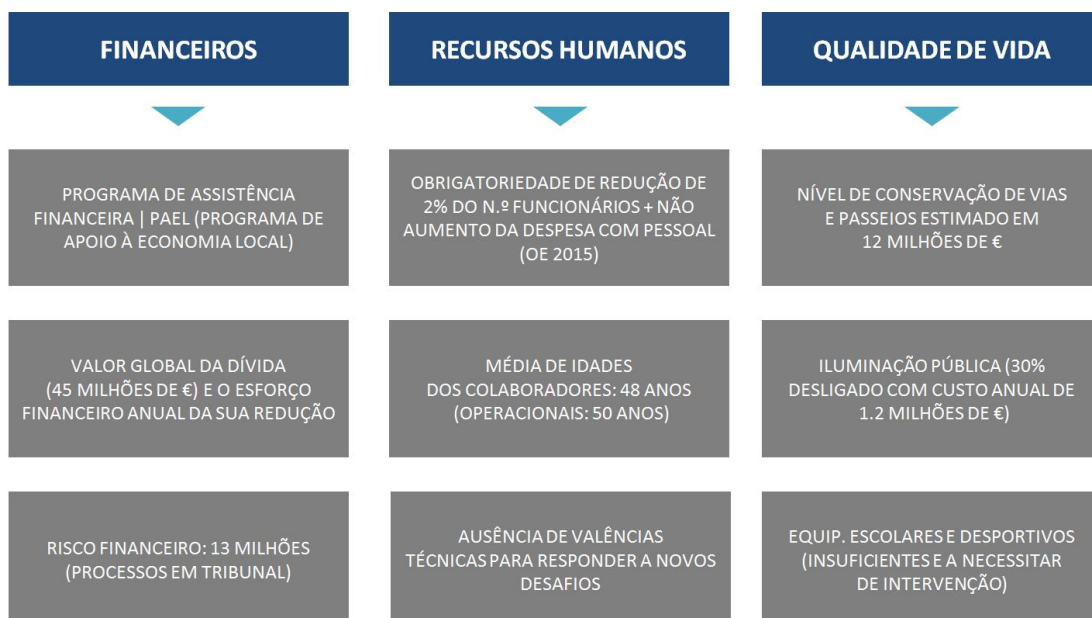 FINANCEIROS
PROGRAMA DE ASSISTÊNCIA
FINANCEIRA | PAEL (PROGRAMA DE
APOIO À ECONOMIA LOCAL)
VALOR GLOBAL DA DÍVIDA
(45 MILHÕES DE €) E O ESFORÇO
FINANCEIRO ANUAL DA SUA REDUÇÃO
RISCO FINANCEIRO: 13 MILHÕES
(PROCESSOS EM TRIBUNAL)
RECURSOS HUMANOS
OBRIGATORIEDADE DE REDUÇÃO DE
2% DO N.º FUNCIONÁRIOS + NÃO
AUMENTO DA DESPESA COM PESSOAL
(OE 2015)
MÉDIA DE IDADES
DOS COLABORADORES: 48 ANOS
(OPERACIONAIS: 50 ANOS)
AUSÊNCIA DE VALÊNCIAS
TÉCNICAS PARA RESPONDER A NOVOS
DESAFIOS
QUALIDADE DE VIDA
NÍVEL DE CONSERVAÇÃO DE VIAS
E PASSEIOS ESTIMADO EM
12 MILHÕES DE €
ILUMINAÇÃO PÚBLICA (30%
DESLIGADO COM CUSTO ANUAL DE
1.2 MILHÕES DE €)
EQUIP. ESCOLARES E DESPORTIVOS
(INSUFICIENTES E A NECESSITAR
DE INTERVENÇÃO)